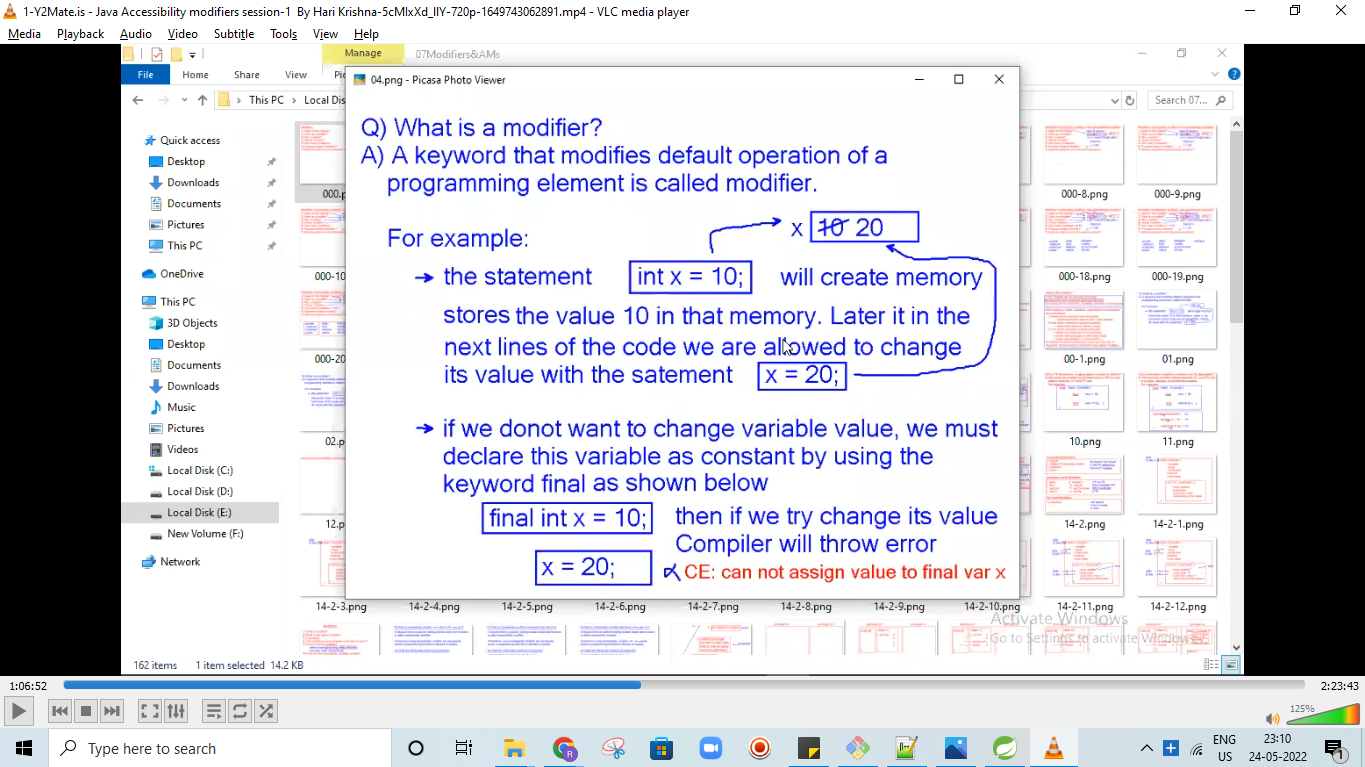 1-Y2Mate.is - Java Accessibility modifiers session-1 By Hari Krishna-5cMlxXd_IIY-720p-1649743062891.mp4 - VLC media player
Media Playback Audio Video Subtitle Tools View Help
Manage 07Modifiers&AMs
File Home Share View
04.png - Picasa Photo Viewer
This PC Local Dis
Search 07...
Q) What is a modifier?
A) A keyword that modifies default operation of a
programming element is called modifier.
x 10 20
For example:
the statement int x = 10; will create memory
stores the value 10 in that memory. Later it in the
next lines of the code we are allowed to change
its value with the satement x = 20;
if we donot want to change variable value, we must
declare this variable as constant by using the
keyword final as shown below
final int x = 10; then if we try change its value
Compiler will throw error
x = 20; CE: can not assign value to final var x
Quick access
Desktop
Downloads
Documents
Pictures
This PC
OneDrive
This PC
3D Objects
Desktop
Documents
Downloads
Music
Pictures
Videos
Local Disk (C:)
Local Disk (D:)
Local Disk (E:)
New Volume (F:)
Network
000.p 000-8.png 000-9.png
000-10 000-18.png 000-19.png
000-20 00-1.png 01.png
02.p 10.png 11.png
12.p 14-2.png 14-2-1.png
14-2-3.png 14-2-4.png 14-2-5.png 14-2-6.png 14-2-7.png 14-2-8.png 14-2-9.png 14-2-10.png 14-2-11.png 14-2-12.png
Activate Windows
Go to Settings to activate Windows.
162 items 1 item selected 14.2 KB
1:06:52 2:23:43
125%
Type here to search
ENG
US
23:10
24-05-2022
1